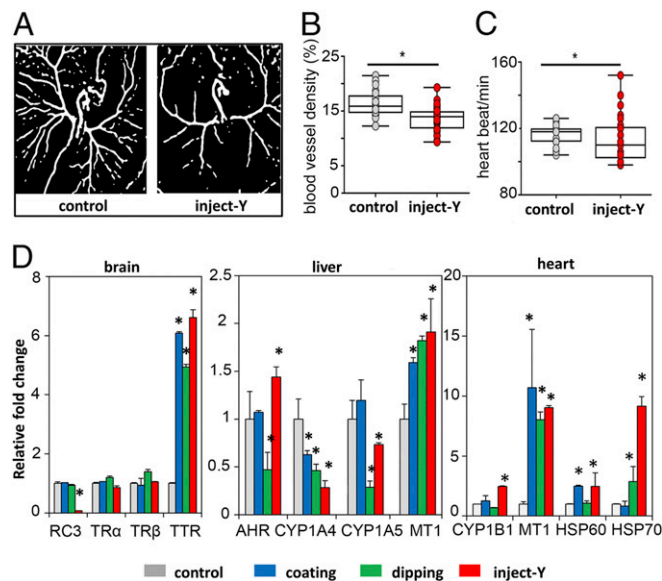 A
control
inject-Y
B
blood vessel density (%)
25
20
15
10
5
0
*
control
inject-Y
C
heart beat/min
160
120
80
*
control
inject-Y
D
Relative fold change
brain
8
6
4
2
0
* * * *
RC3 TRα TRβ TTR
liver
2.5
2
1.5
1
0.5
0
* * * * * * * * *
AHR CYP1A4 CYP1A5 MT1
heart
20
15
10
5
0
* * * * * * * *
CYP1B1 MT1 HSP60 HSP70
control coating dipping inject-Y